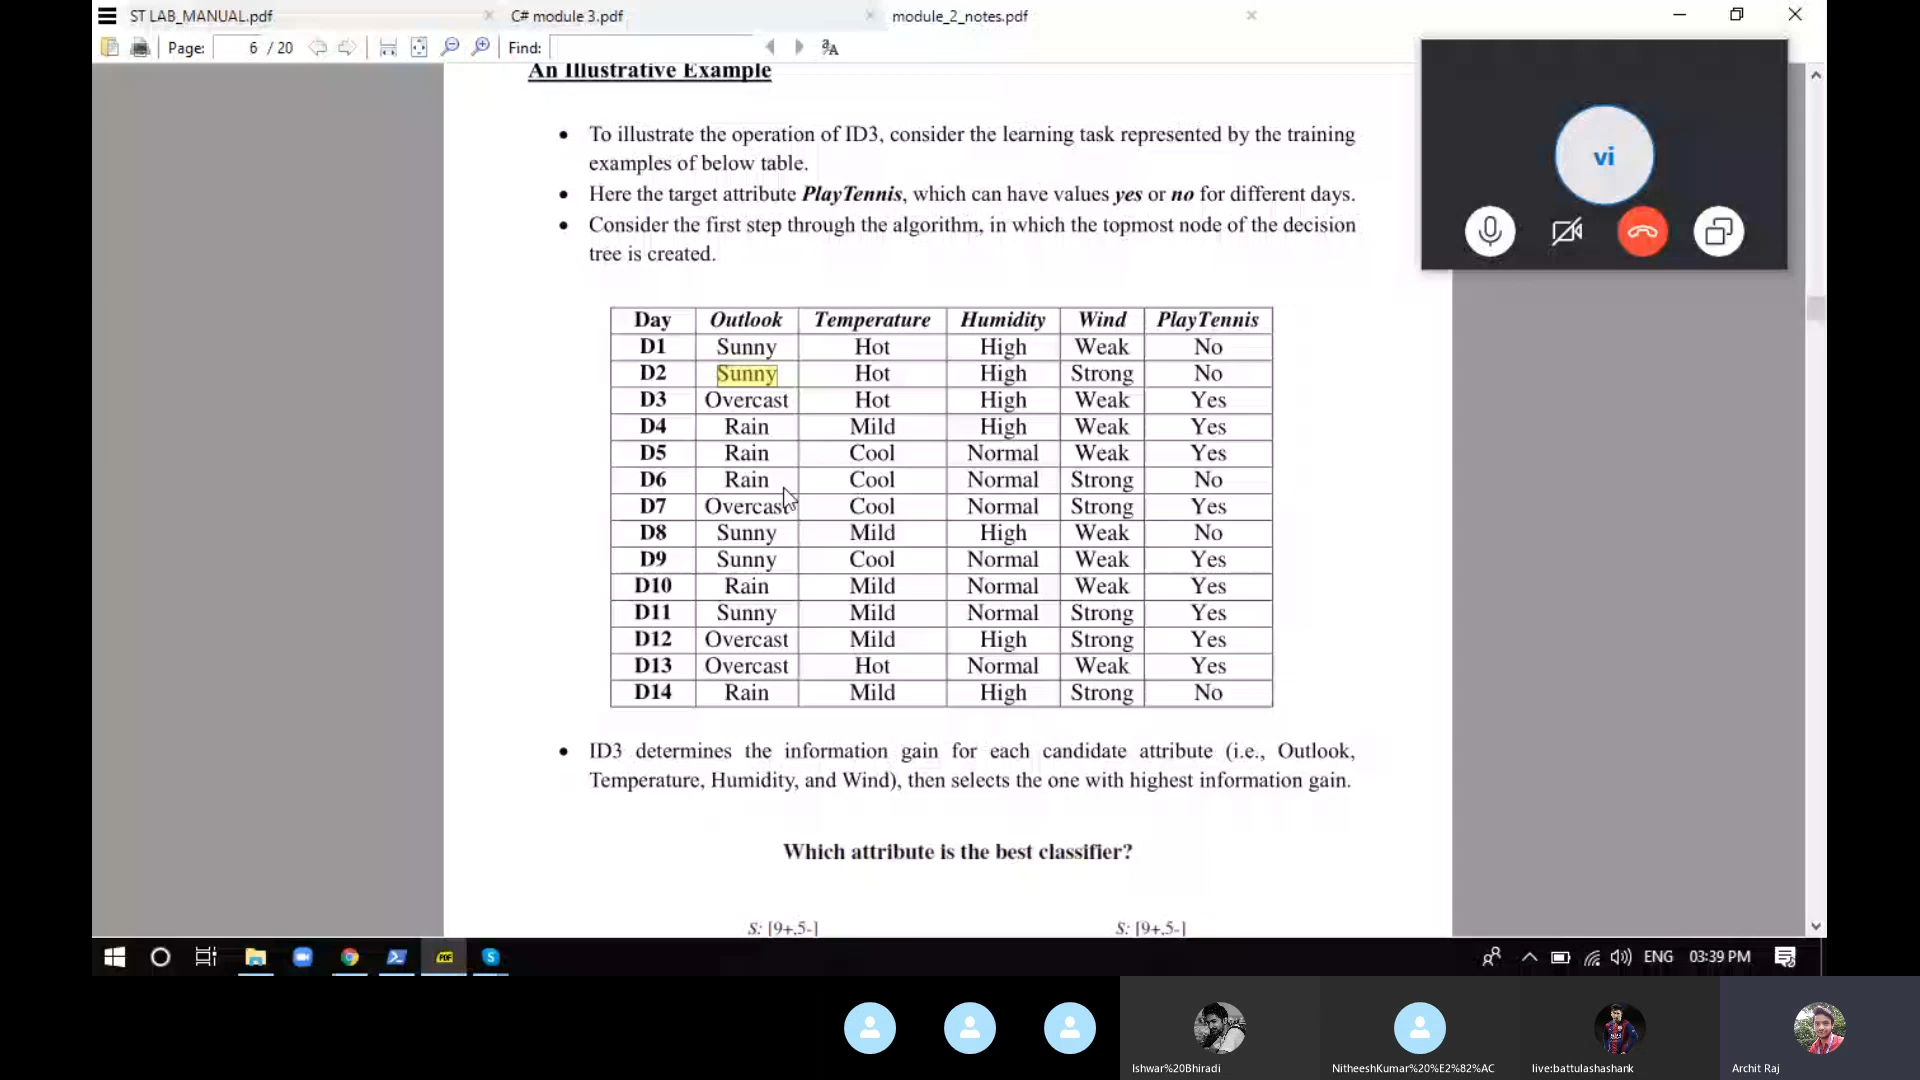 ST LAB_MANUAL.pdf
C# module 3.pdf
module_2_notes.pdf
Page: 6 / 20 Find:
An Illustrative Example
• To illustrate the operation of ID3, consider the learning task represented by the training
examples of below table.
• Here the target attribute PlayTennis, which can have values yes or no for different days.
• Consider the first step through the algorithm, in which the topmost node of the decision
tree is created.
vi
Day Outlook Temperature Humidity Wind PlayTennis
D1 Sunny Hot High Weak No
D2 Sunny Hot High Strong No
D3 Overcast Hot High Weak Yes
D4 Rain Mild High Weak Yes
D5 Rain Cool Normal Weak Yes
D6 Rain Cool Normal Strong No
D7 Overcast Cool Normal Strong Yes
D8 Sunny Mild High Weak No
D9 Sunny Cool Normal Weak Yes
D10 Rain Mild Normal Weak Yes
D11 Sunny Mild Normal Strong Yes
D12 Overcast Mild High Strong Yes
D13 Overcast Hot Normal Weak Yes
D14 Rain Mild High Strong No
• ID3 determines the information gain for each candidate attribute (i.e., Outlook,
Temperature, Humidity, and Wind), then selects the one with highest information gain.
Which attribute is the best classifier?
S: [9+,5-] S: [9+,5-]
PDF
S
ENG 03:39 PM
Ishwar%20Bhiradi
NitheeshKumar%20%E2%82%AC
live:battulashashank
Archit Raj